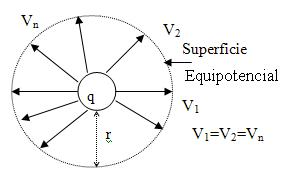 Vn
V2
Superficie
Equipotencial
q
V1
r
V1=V2=Vn